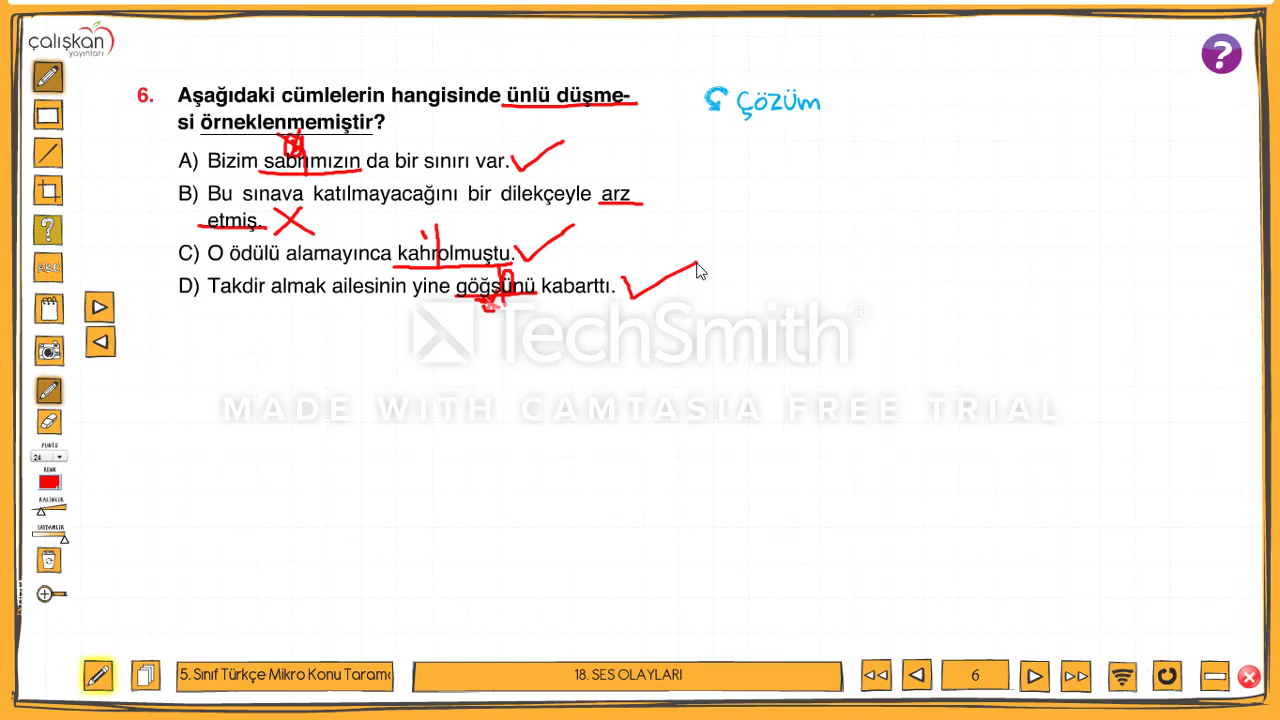 çalışkan
yayınları
?
6. Aşağıdaki cümlelerin hangisinde ünlü düşme-
si örneklenmemiştir?
çözüm
A) Bizim sabrımızın da bir sınırı var.
B) Bu sınava katılmayacağını bir dilekçeyle arz
etmiş.
C) O ödülü alamayınca kahrolmuştu.
D) Takdir almak ailesinin yine göğsünü kabarttı.
TechSmith®
MADE WITH CAMTASIA FREE TRIAL
?
ABC
PUNTO
24
RENK
KALINLIK
SAYDAMLIK
5. Sınıf Türkçe Mikro Konu Taram
18. SES OLAYLARI
6